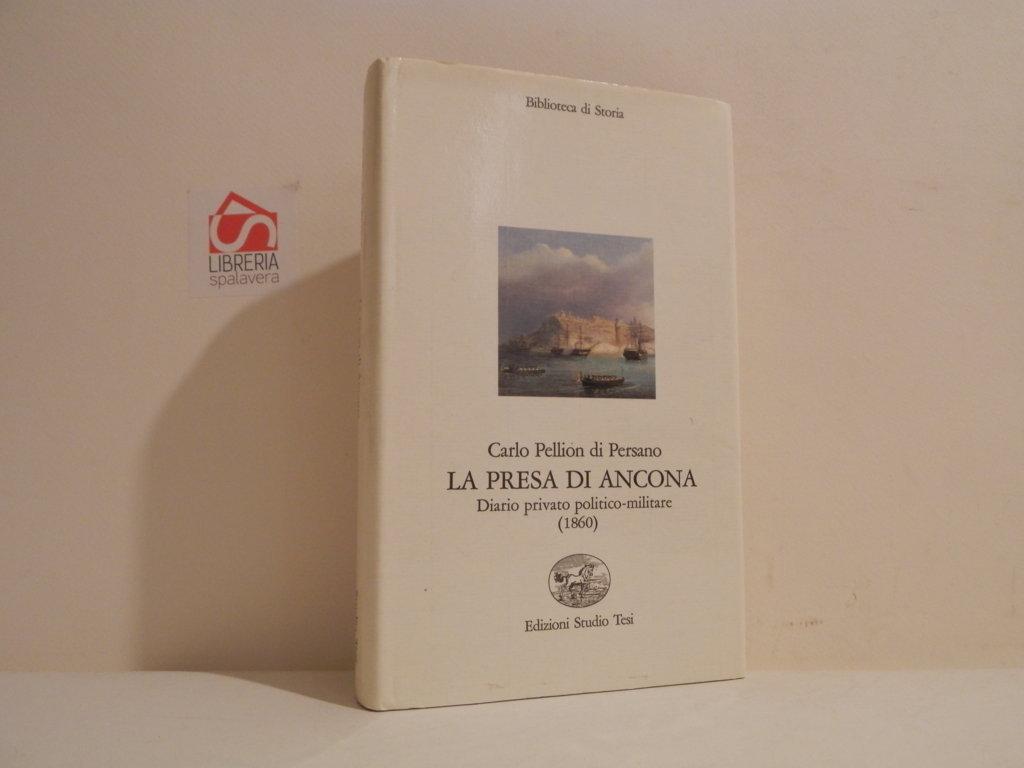 Biblioteca di Storia
LIBRERIA
spalavera
Carlo Pellion di Persano
LA PRESA DI ANCONA
Diario privato politico-militare
(1860)
Edizioni Studio Tesi